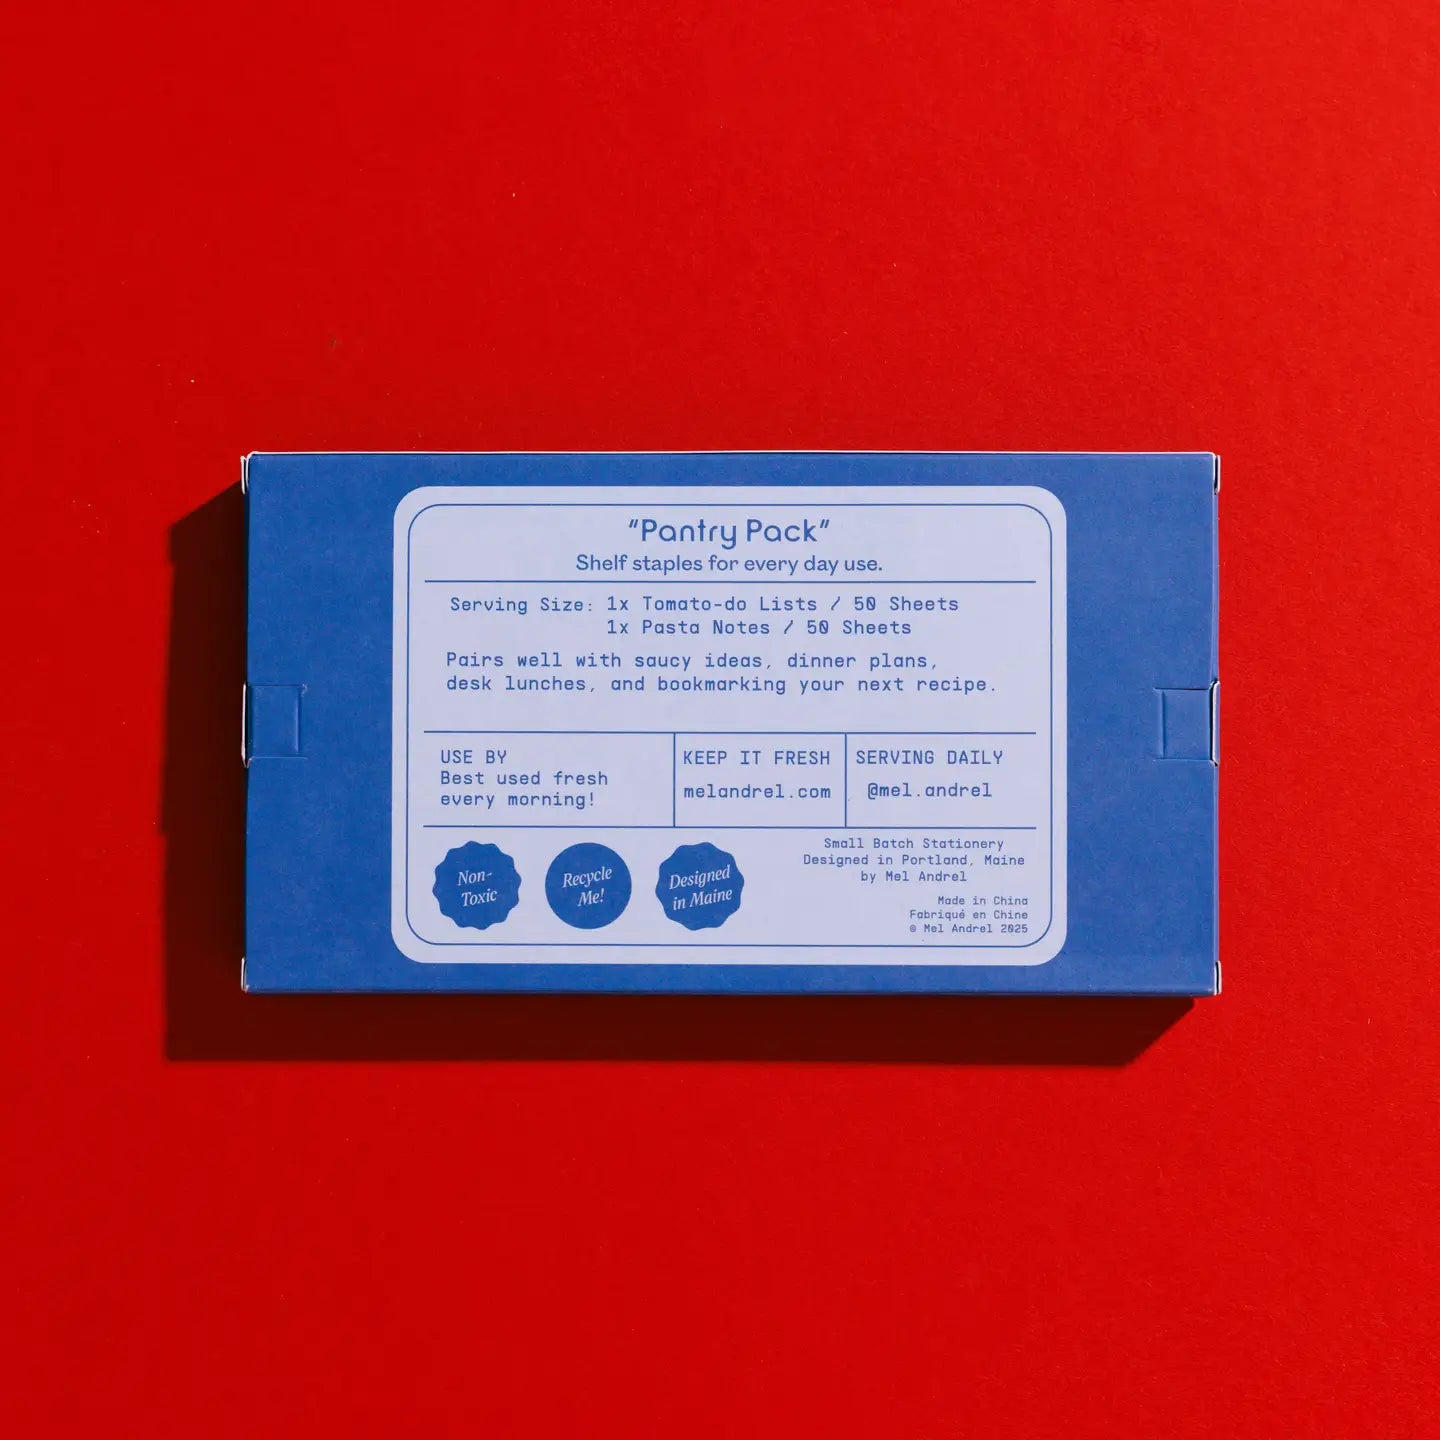 "Pantry Pack"
Shelf staples for every day use.
Serving Size: 1x Tomato-do Lists / 50 Sheets
1x Pasta Notes / 50 Sheets
Pairs well with saucy ideas, dinner plans,
desk lunches, and bookmarking your next recipe.
USE BY
Best used fresh
every morning!
KEEP IT FRESH
melandrel.com
SERVING DAILY
@mel.andrel
Non-
Toxic
Recycle
Me!
Designed
in Maine
Small Batch Stationery
Designed in Portland, Maine
by Mel Andrel
Made in China
Fabriqué en Chine
© Mel Andrel 2025